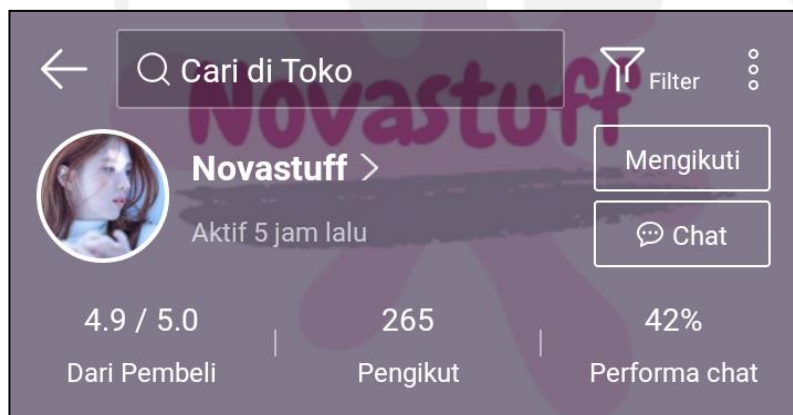 Cari di Toko
Filter
Novastuff
Novastuff >
Mengikuti
Aktif 5 jam lalu
Chat
4.9 / 5.0
265
42%
Dari Pembeli
Pengikut
Performa chat